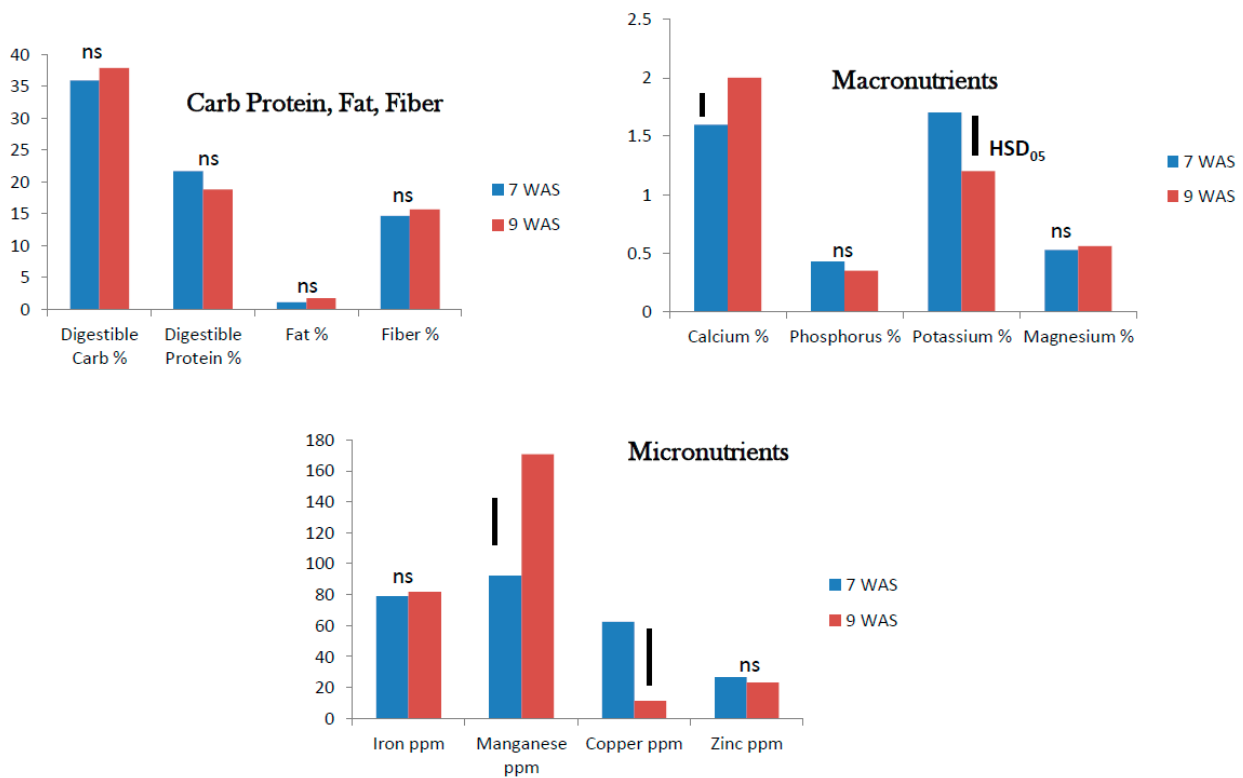 Carb Protein, Fat, Fiber
40
35
30
25
20
15
10
5
0
ns
ns
ns
ns
Digestible Carb %
Digestible Protein %
Fat %
Fiber %
7 WAS
9 WAS
Macronutrients
2.5
2
1.5
1
0.5
0
HSD05
ns
ns
Calcium %
Phosphorus %
Potassium %
Magnesium %
7 WAS
9 WAS
Micronutrients
180
160
140
120
100
80
60
40
20
0
ns
ns
Iron ppm
Manganese ppm
Copper ppm
Zinc ppm
7 WAS
9 WAS